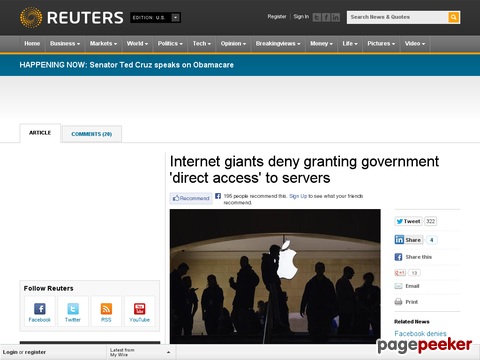 REUTERS
EDITION: U.S.
Register
Sign In
Search News & Quotes
Home Business Markets World Politics Tech Opinion Breakingviews Money Life Pictures Video
HAPPENING NOW: Senator Ted Cruz speaks on Obamacare
ARTICLE
COMMENTS (20)
Internet giants deny granting government
'direct access' to servers
Recommend
195 people recommend this. Sign Up to see what your friends
recommend.
Tweet 322
Share 4
Share this
+1 13
Email
Print
Related News
Facebook denies
Follow Reuters
Facebook Twitter RSS YouTube
Login or register
Latest from
My Wire
pagepeeker